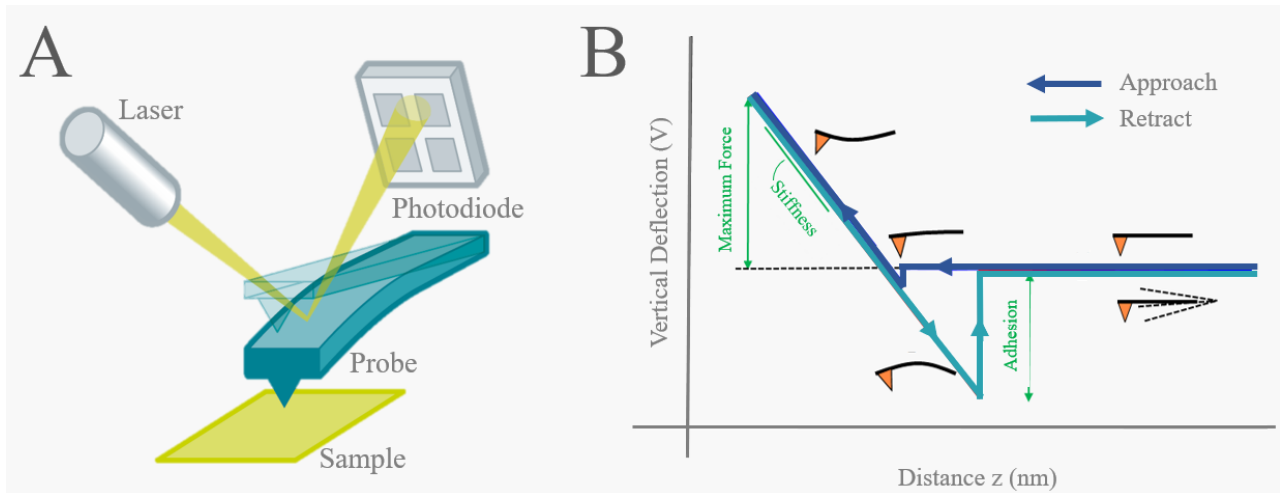 A
Laser
Photodiode
Probe
Sample
B
Approach
Retract
Vertical Deflection (V)
Maximum Force
Stiffness
Adhesion
Distance z (nm)